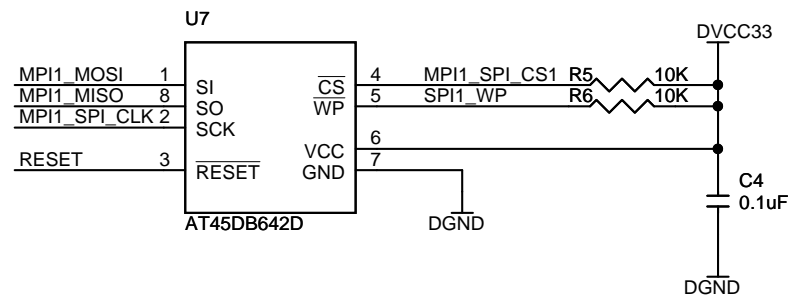 U7
DVCC33
MPI1_MOSI 1 SI CS 4 MPI1_SPI_CS1 R5 10K
MPI1_MISO 8 SO WP 5 SPI1_WP R6 10K
MPI1_SPI_CLK 2 SCK
VCC 6
RESET 3 RESET GND 7
C4
0.1uF
AT45DB642D
DGND
DGND